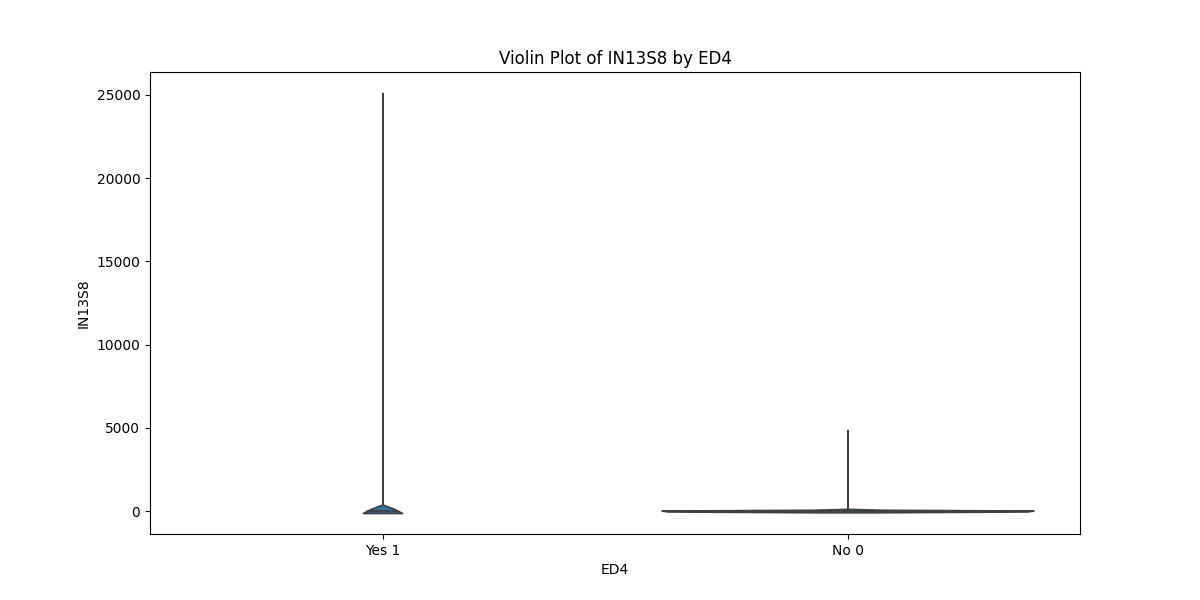 Violin Plot of IN13S8 by ED4
25000
20000
15000
10000
5000
0
IN13S8
Yes 1
No 0
ED4